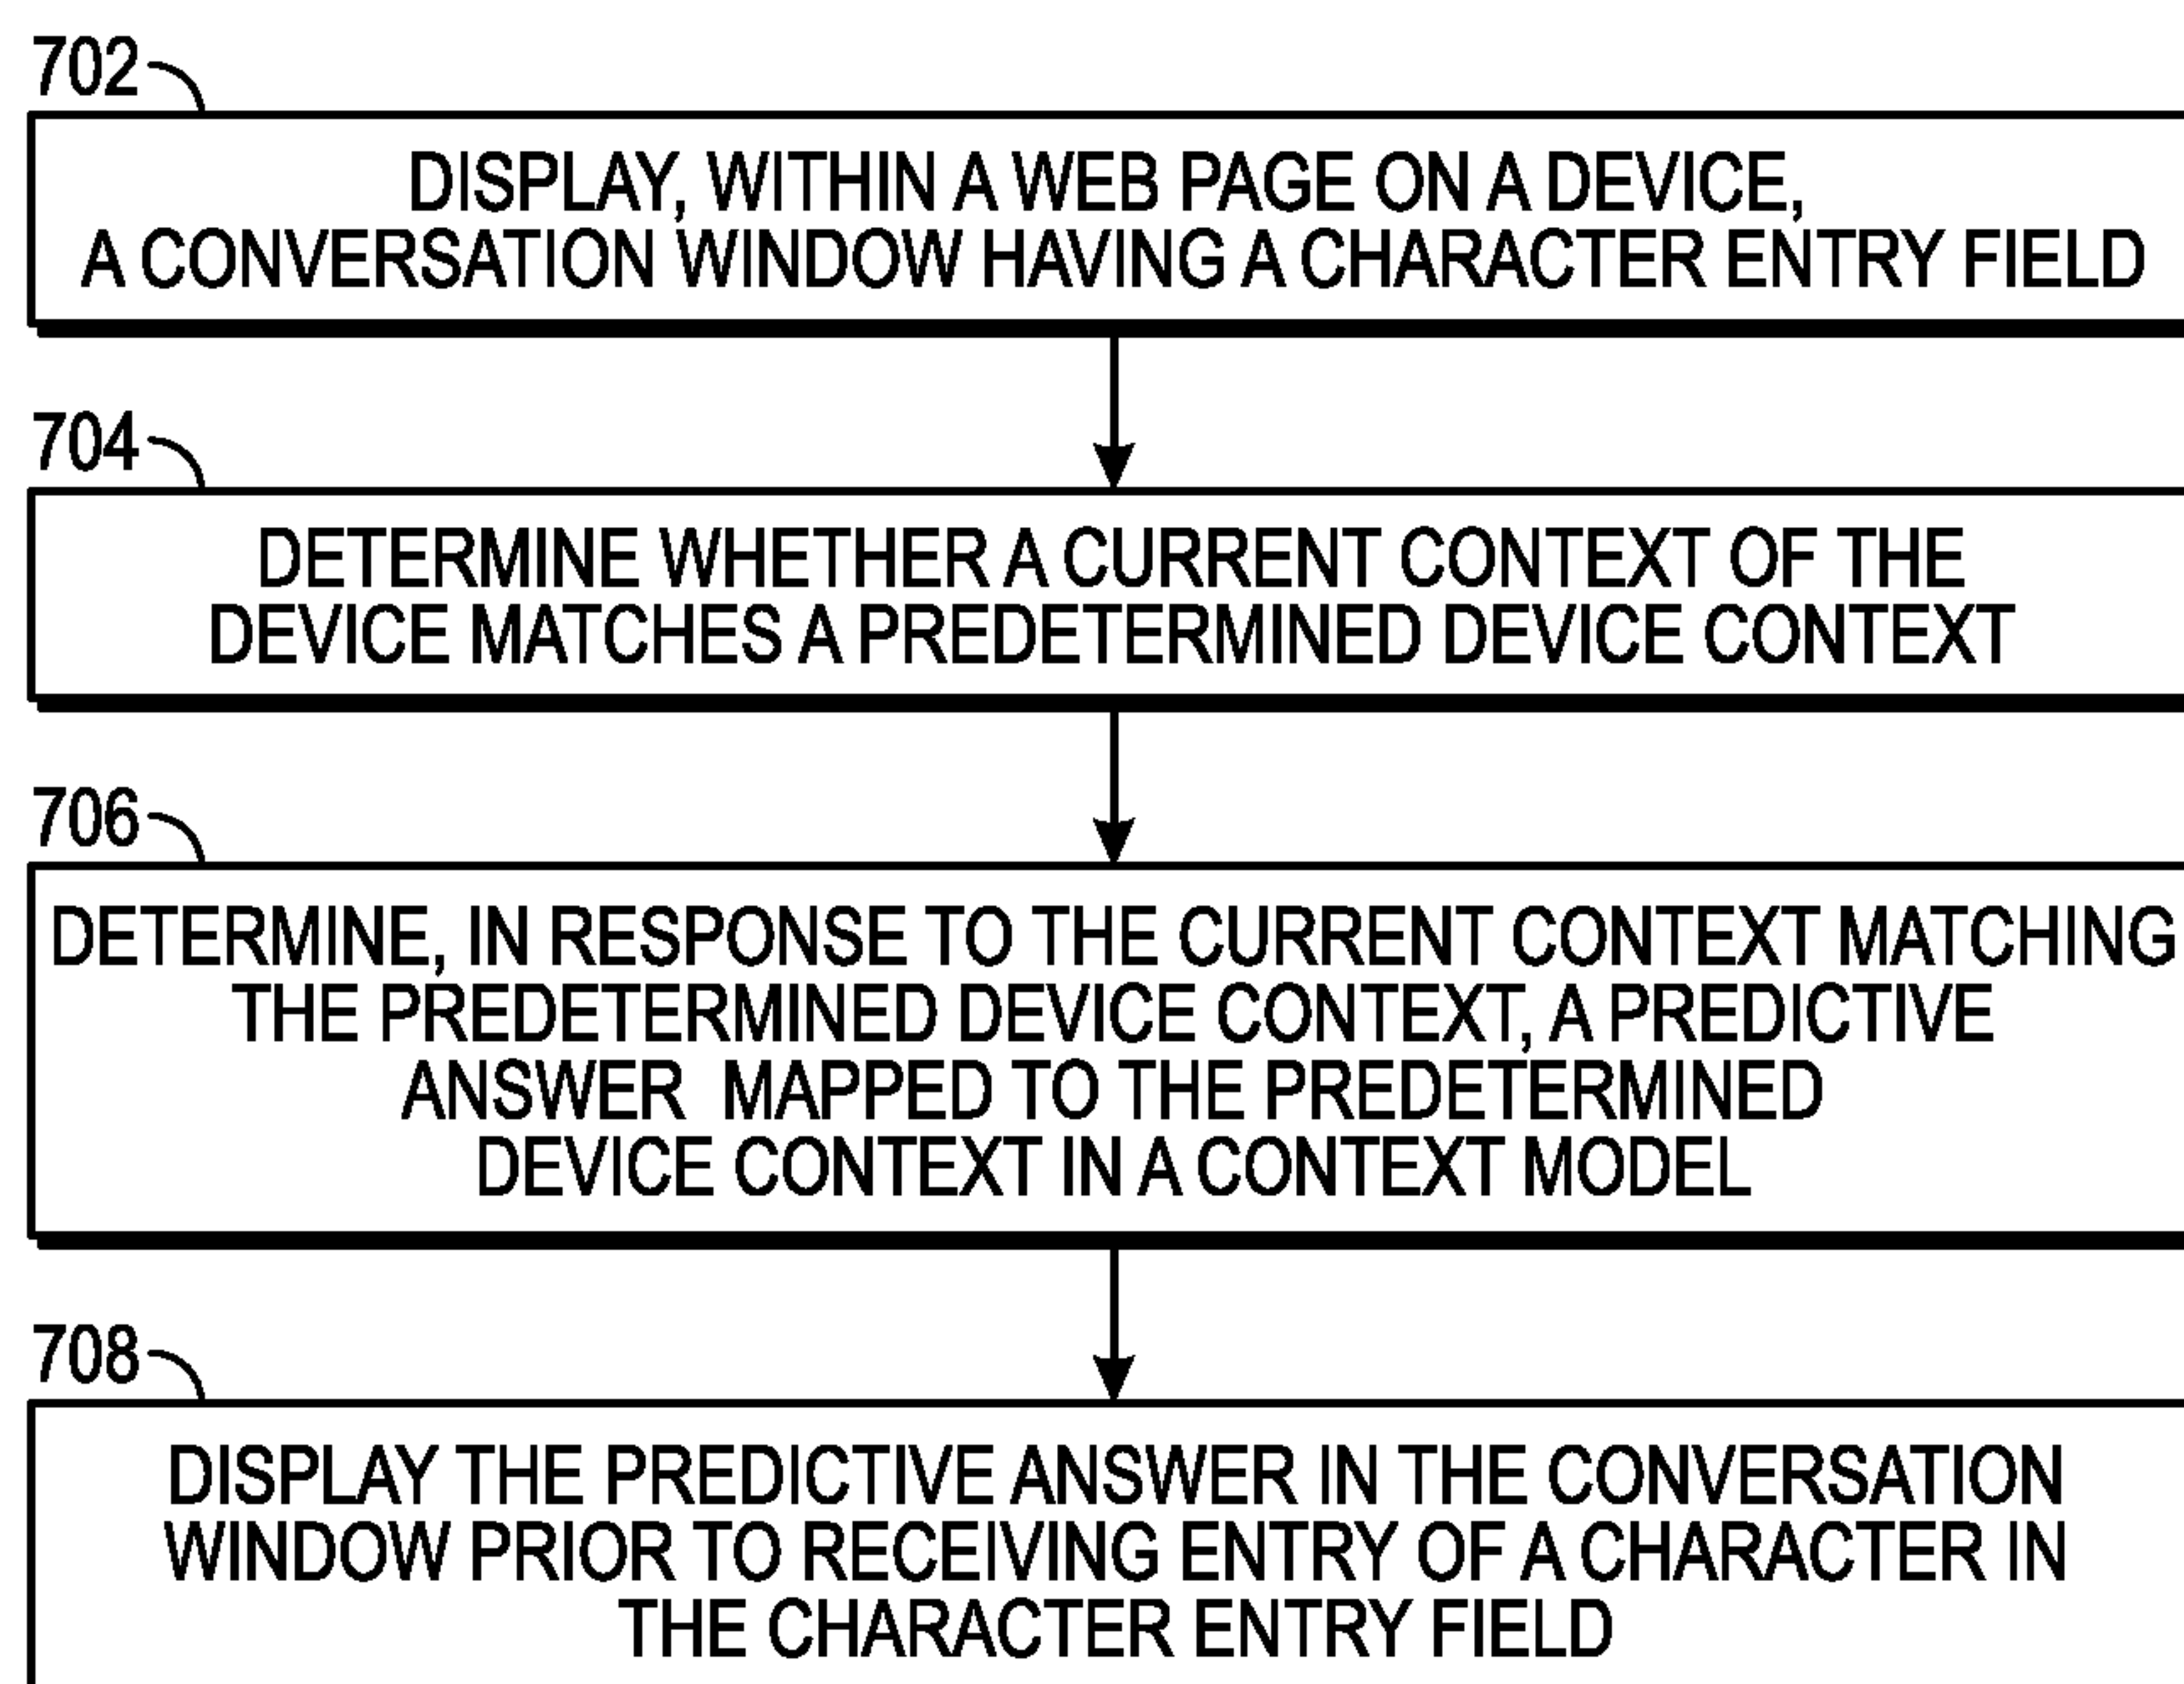 702
DISPLAY, WITHIN A WEB PAGE ON A DEVICE,
A CONVERSATION WINDOW HAVING A CHARACTER ENTRY FIELD
704
DETERMINE WHETHER A CURRENT CONTEXT OF THE
DEVICE MATCHES A PREDETERMINED DEVICE CONTEXT
706
DETERMINE, IN RESPONSE TO THE CURRENT CONTEXT MATCHING
THE PREDETERMINED DEVICE CONTEXT, A PREDICTIVE
ANSWER MAPPED TO THE PREDETERMINED
DEVICE CONTEXT IN A CONTEXT MODEL
708
DISPLAY THE PREDICTIVE ANSWER IN THE CONVERSATION
WINDOW PRIOR TO RECEIVING ENTRY OF A CHARACTER IN
THE CHARACTER ENTRY FIELD